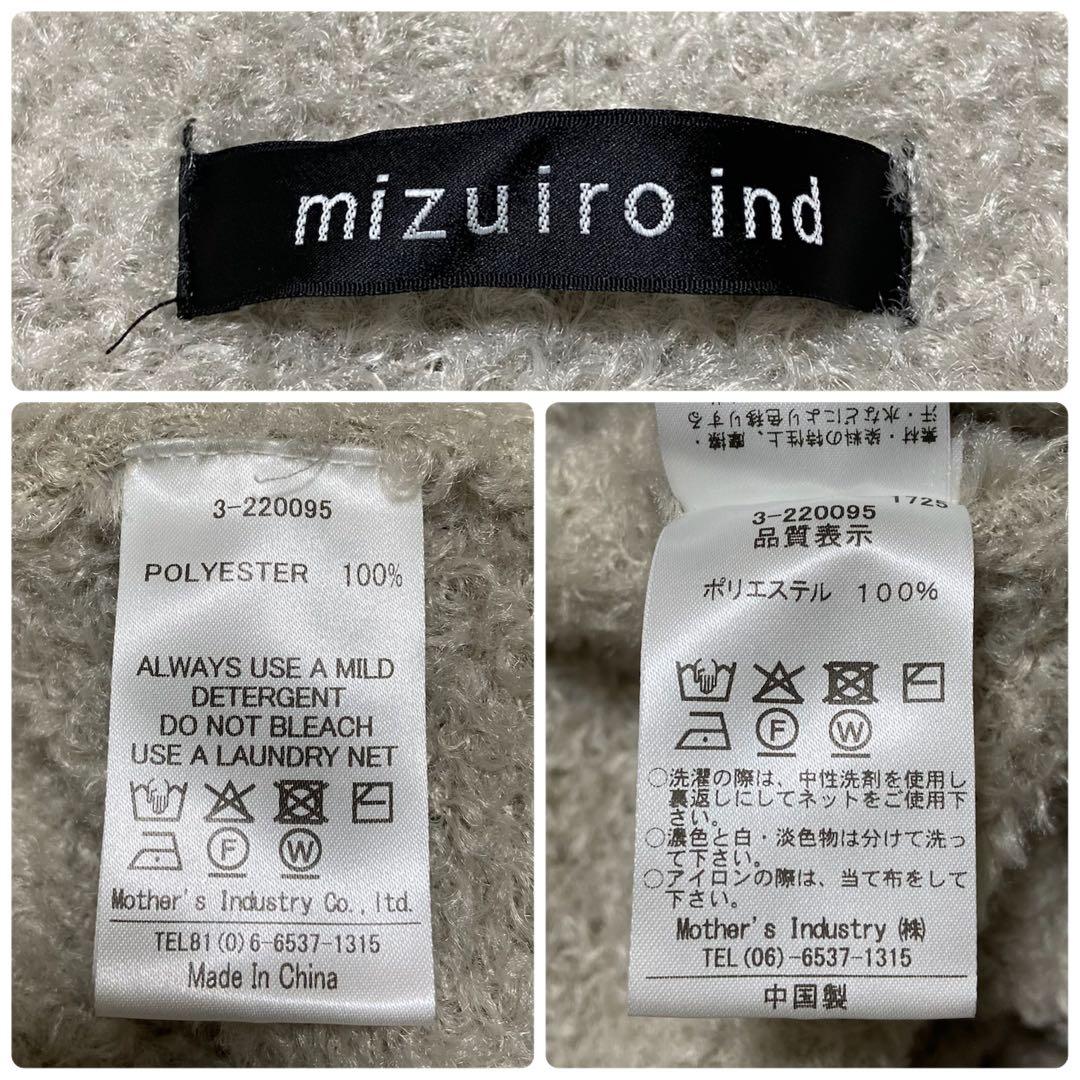 mizuiro ind
3-220095
POLYESTER 100%
ALWAYS USE A MILD
DETERGENT
DO NOT BLEACH
USE A LAUNDRY NET
F W
Mother's Industry Co., ltd.
TEL81(0)6-6537-1315
Made In China
素材・染料の特性上、摩擦・
汗・水などにより色移りする
1725
3-220095
品質表示
ポリエステル 100%
F W
○洗濯の際は、中性洗剤を使用し
裏返しにしてネットをご使用下
さい。
○濃色と白・淡色物は分けて洗っ
て下さい。
○アイロンの際は、当て布をして
下さい。
Mother's Industry㈱
TEL(06)-6537-1315
中国製